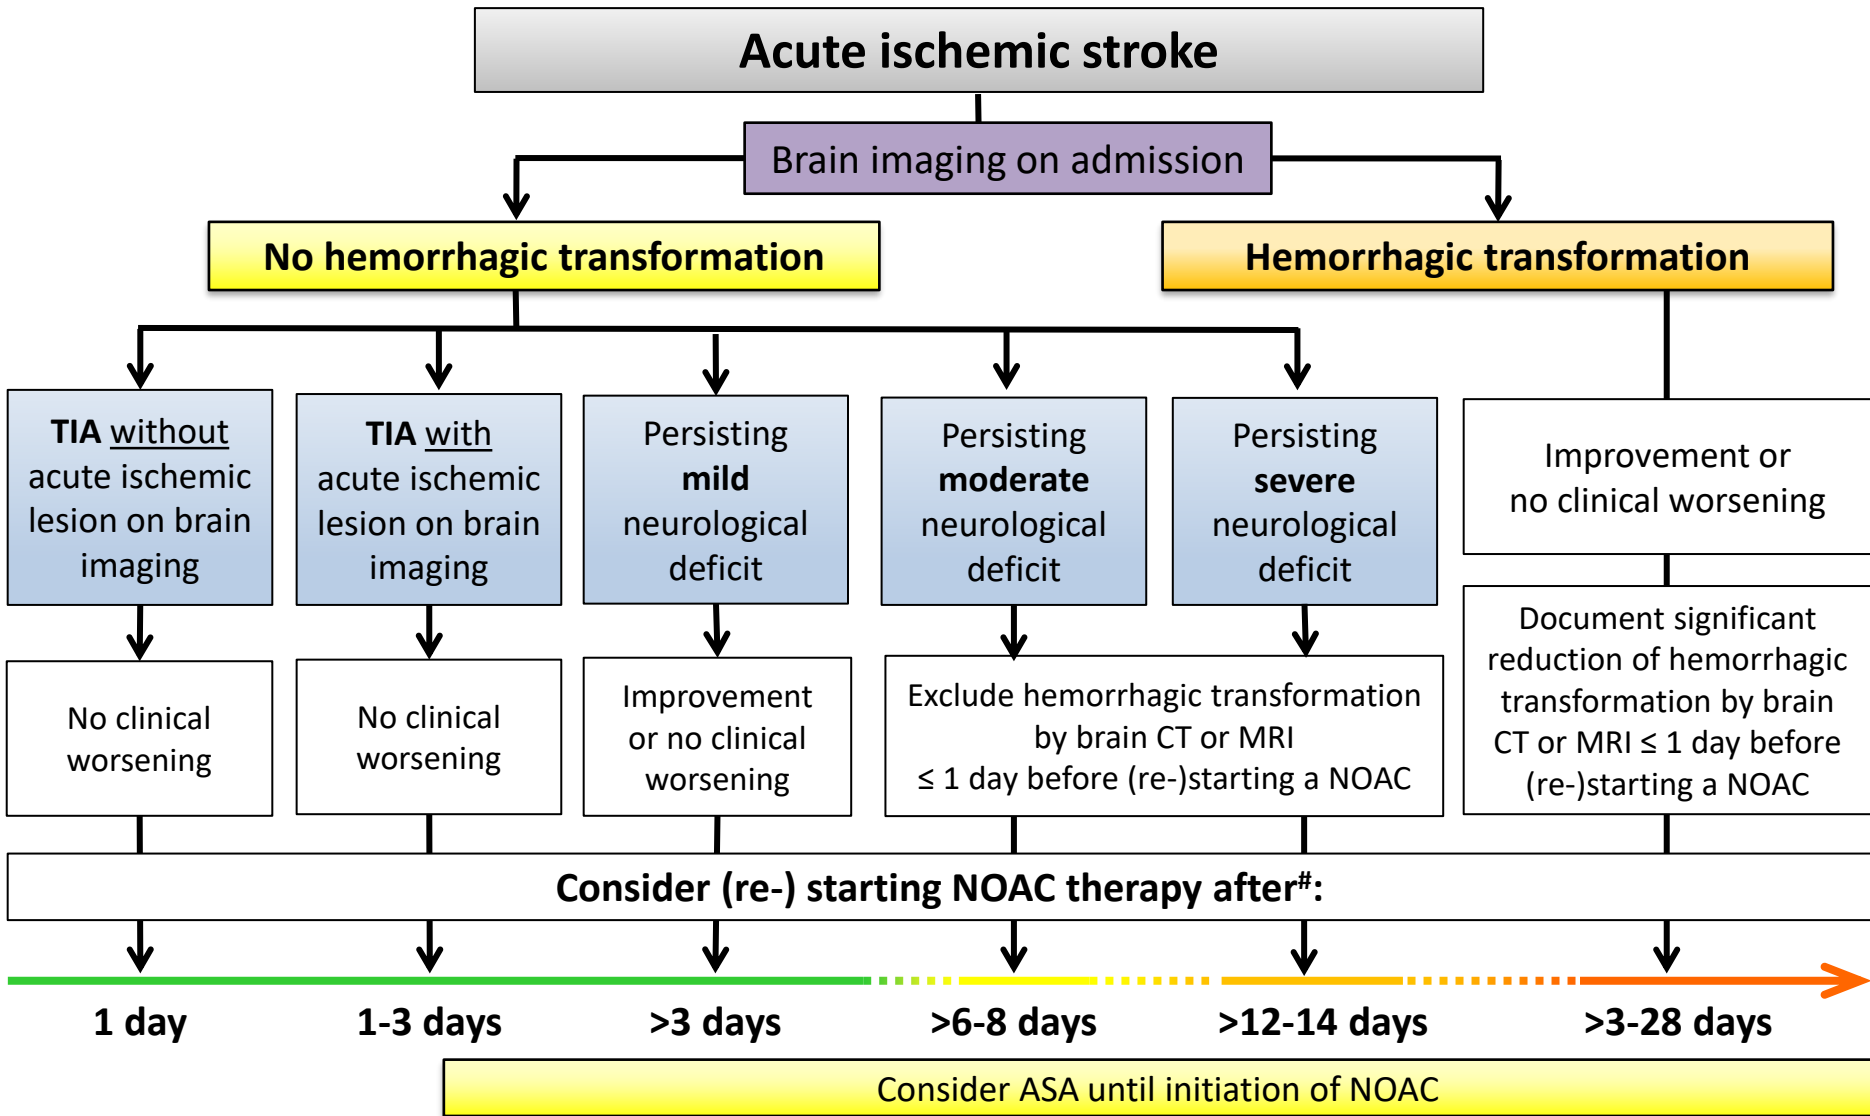 Acute ischemic stroke
Brain imaging on admission
No hemorrhagic transformation
Hemorrhagic transformation
TIA without
acute ischemic
lesion on brain
imaging
TIA with
acute ischemic
lesion on brain
imaging
Persisting
mild
neurological
deficit
Persisting
moderate
neurological
deficit
Persisting
severe
neurological
deficit
Improvement or
no clinical worsening
No clinical
worsening
No clinical
worsening
Improvement
or no clinical
worsening
Exclude hemorrhagic transformation
by brain CT or MRI
≤ 1 day before (re-)starting a NOAC
Document significant
reduction of hemorrhagic
transformation by brain
CT or MRI ≤ 1 day before
(re-)starting a NOAC
Consider (re-) starting NOAC therapy after#:
1 day
1-3 days
>3 days
>6-8 days
>12-14 days
>3-28 days
Consider ASA until initiation of NOAC